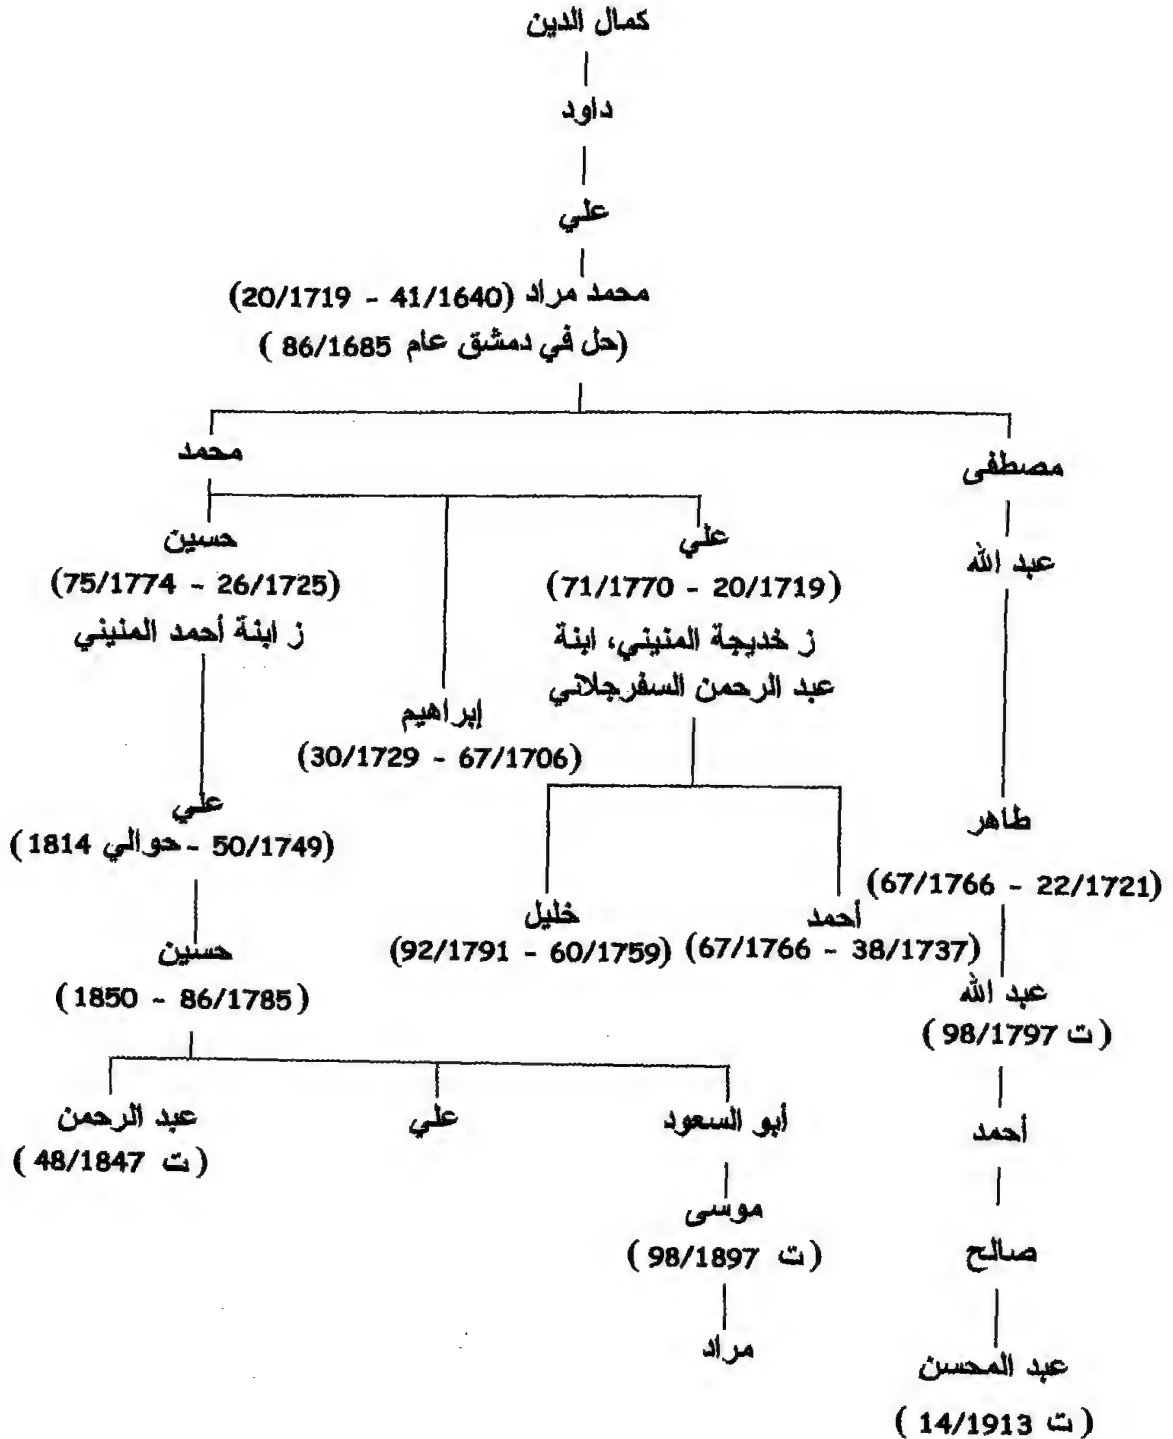 كمال الدين
داود
علي
محمد مراد (41/1640 - 20/1719)
(حل في دمشق عام 86/1685)
محمد
مصطفى
علي
حسين
عبد الله
(20/1719 - 71/1770)
(26/1725 - 75/1774)
ز خديجة المنيني، ابنة
ز ابنة أحمد المنيني
عبد الرحمن السفرجلاني
إبراهيم
(67/1706 - 30/1729)
علي
(50/1749 - حوالي 1814)
طاهر
(22/1721 - 67/1766)
أحمد
خليل
(38/1737 - 67/1766)
(60/1759 - 92/1791)
حسين
(86/1785 - 1850)
عبد الله
(ت 98/1797)
أحمد
أبو السعود
علي
عبد الرحمن
(ت 48/1847)
موسى
(ت 98/1897)
صالح
مراد
عبد المحسن
(ت 14/1913)